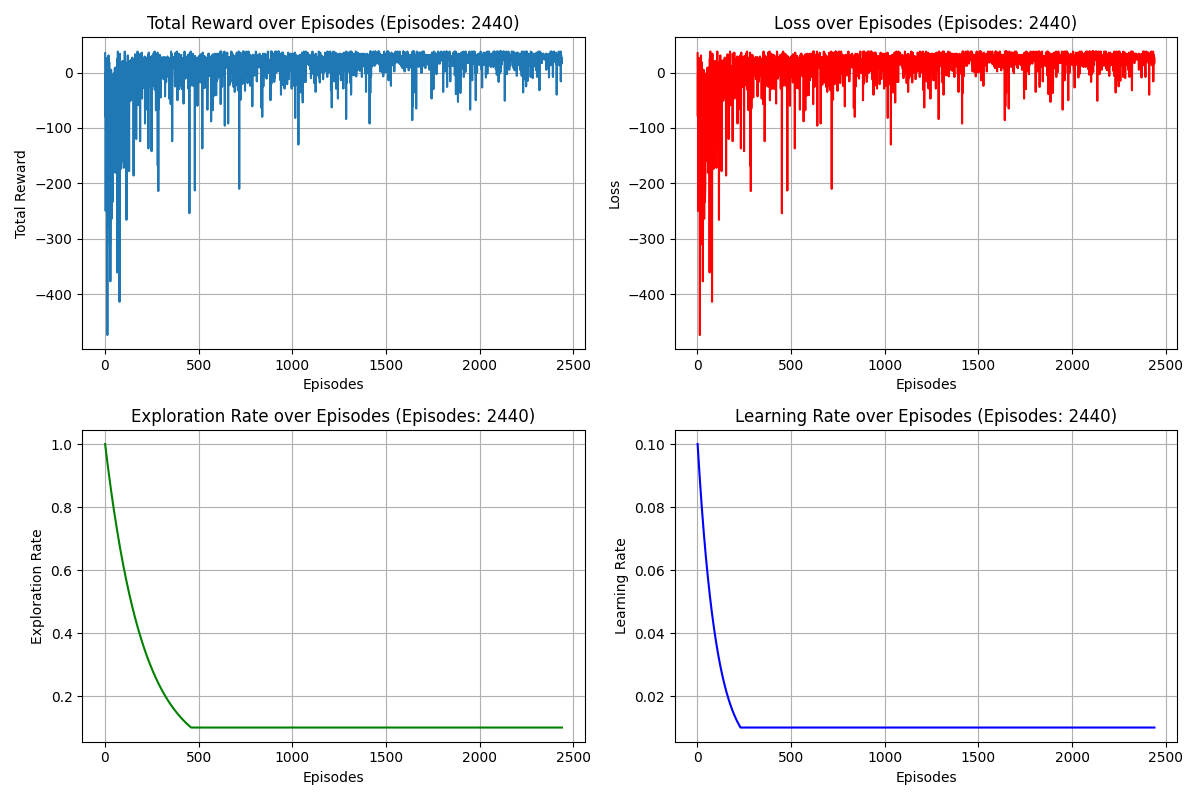 Total Reward over Episodes (Episodes: 2440)
Total Reward
0
−100
−200
−300
−400
0 500 1000 1500 2000 2500
Episodes
Loss over Episodes (Episodes: 2440)
Loss
0
−100
−200
−300
−400
0 500 1000 1500 2000 2500
Episodes
Exploration Rate over Episodes (Episodes: 2440)
Exploration Rate
1.0
0.8
0.6
0.4
0.2
0 500 1000 1500 2000 2500
Episodes
Learning Rate over Episodes (Episodes: 2440)
Learning Rate
0.10
0.08
0.06
0.04
0.02
0 500 1000 1500 2000 2500
Episodes